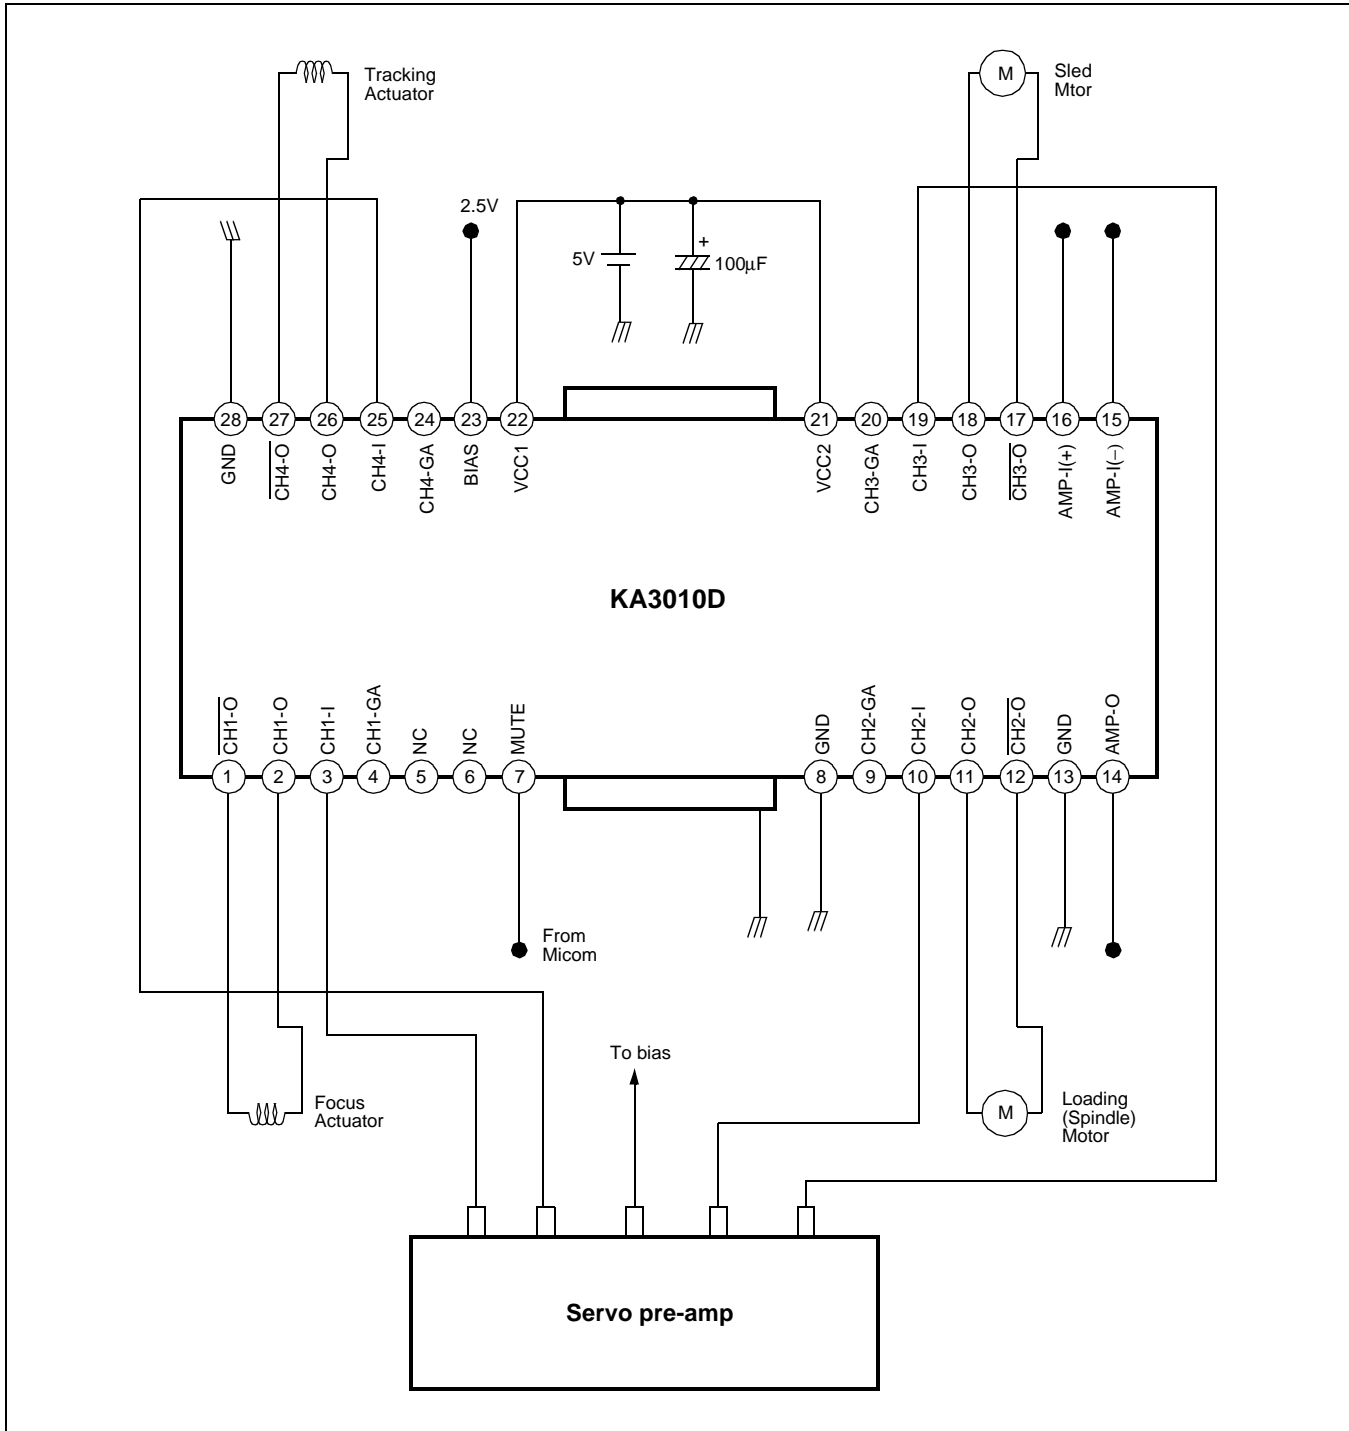 Tracking
Actuator
M
Sled
Mtor
2.5V
5V
+
100µF
28 27 26 25 24 23 22 21 20 19 18 17 16 15
GND
CH4-O
CH4-O
CH4-I
CH4-GA
BIAS
VCC1
VCC2
CH3-GA
CH3-I
CH3-O
CH3-O
AMP-I(+)
AMP-I(−)
KA3010D
CH1-O
CH1-O
CH1-I
CH1-GA
NC
NC
MUTE
GND
CH2-GA
CH2-I
CH2-O
CH2-O
GND
AMP-O
1 2 3 4 5 6 7 8 9 10 11 12 13 14
From
Micom
To bias
Focus
Actuator
M
Loading
(Spindle)
Motor
Servo pre-amp